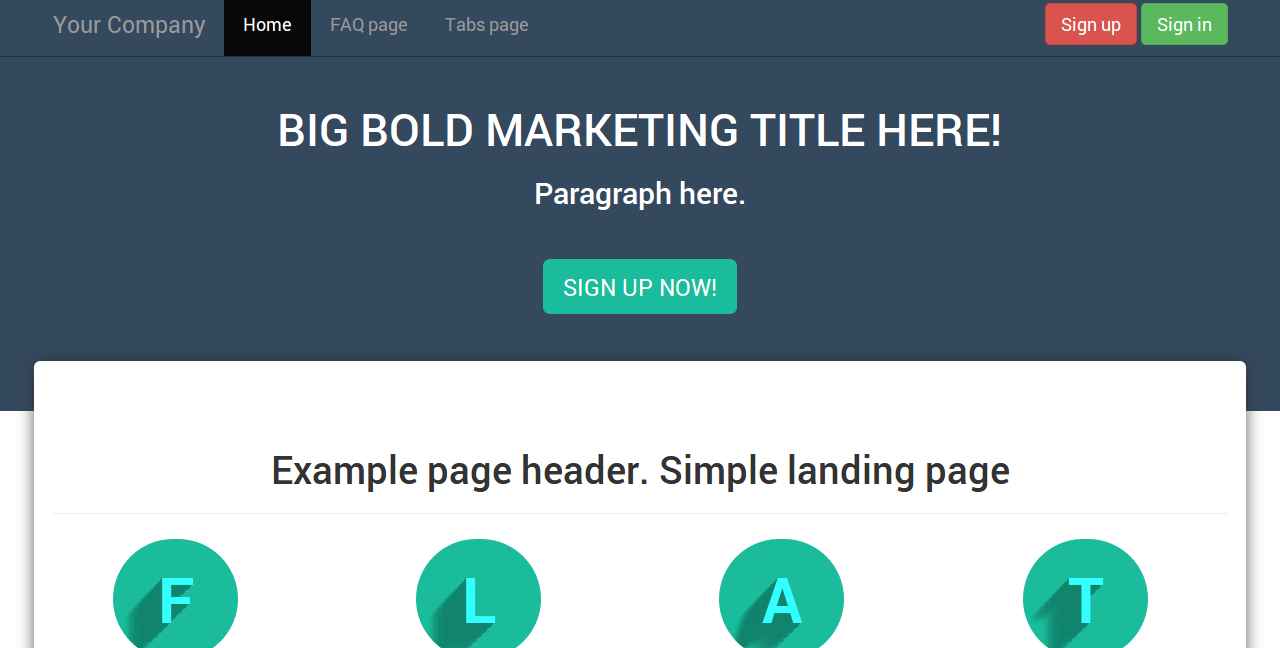 Your Company Home FAQ page Tabs page Sign up Sign in
BIG BOLD MARKETING TITLE HERE!
Paragraph here.
SIGN UP NOW!
Example page header. Simple landing page
F L A T